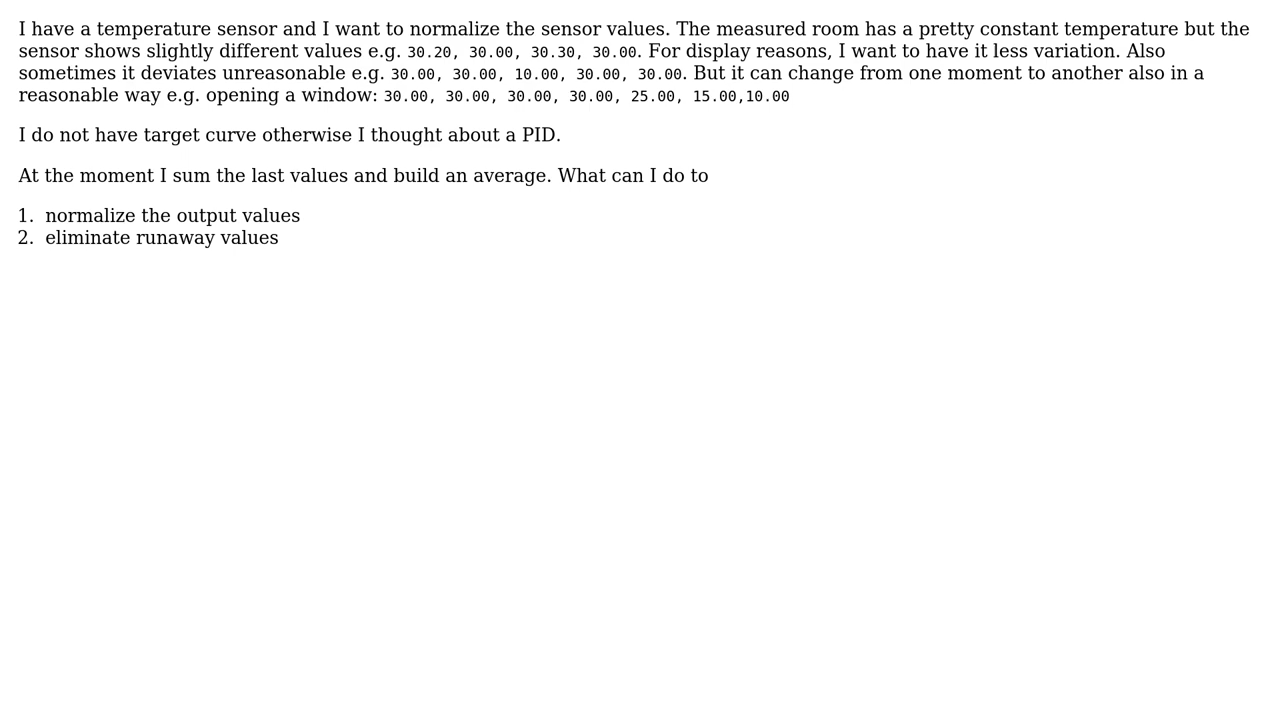 I have a temperature sensor and I want to normalize the sensor values. The measured room has a pretty constant temperature but the
sensor shows slightly different values e.g. 30.20, 30.00, 30.30, 30.00. For display reasons, I want to have it less variation. Also
sometimes it deviates unreasonable e.g. 30.00, 30.00, 10.00, 30.00, 30.00. But it can change from one moment to another also in a
reasonable way e.g. opening a window: 30.00, 30.00, 30.00, 30.00, 25.00, 15.00,10.00
I do not have target curve otherwise I thought about a PID.
At the moment I sum the last values and build an average. What can I do to
1. normalize the output values
2. eliminate runaway values